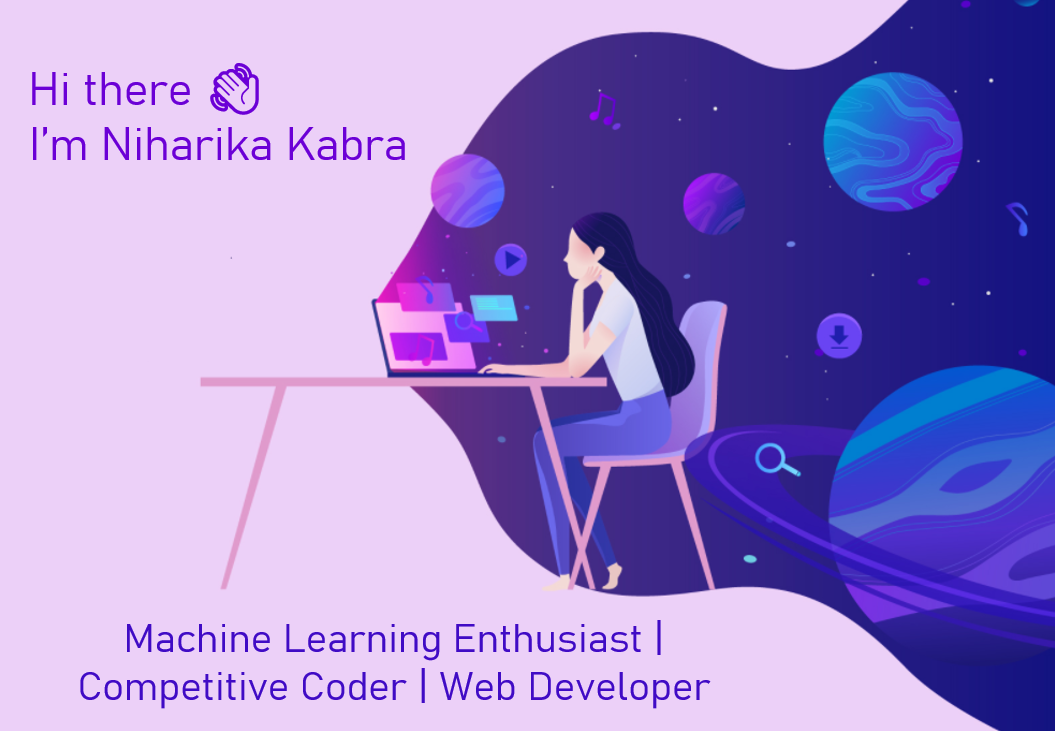 Hi there 👋
I'm Niharika Kabra
Machine Learning Enthusiast |
Competitive Coder | Web Developer